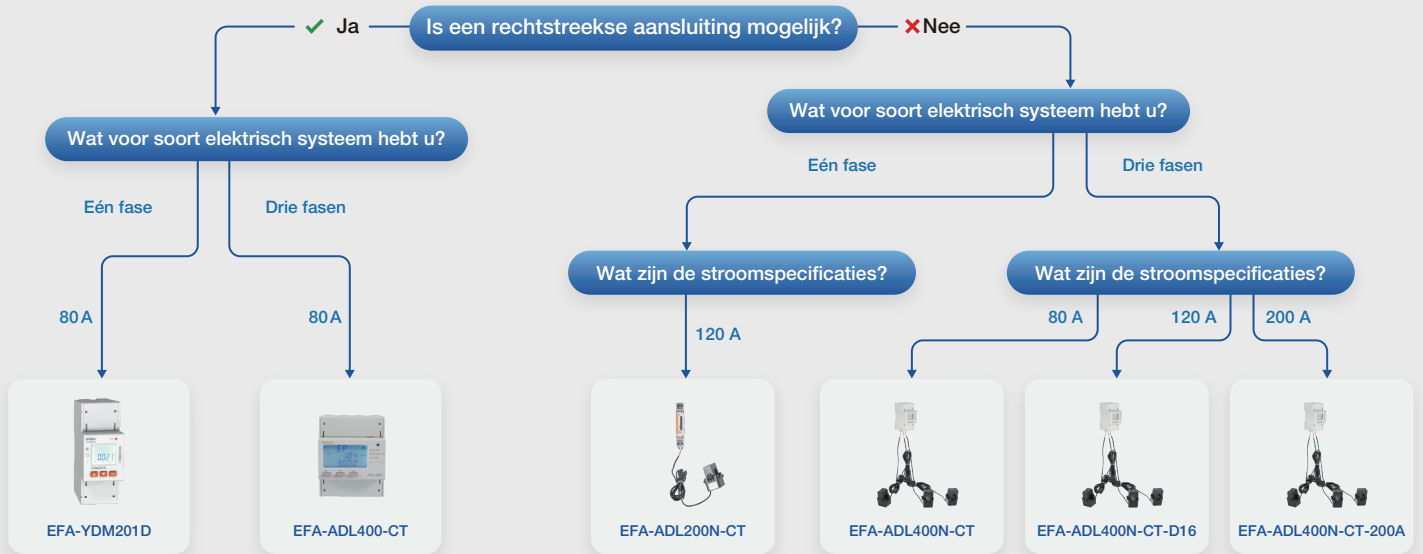 Is een rechtstreekse aansluiting mogelijk?
Ja
Nee
Wat voor soort elektrisch systeem hebt u?
Wat voor soort elektrisch systeem hebt u?
Eén fase
Drie fasen
Eén fase
Drie fasen
Wat zijn de stroomspecificaties?
Wat zijn de stroomspecificaties?
80 A
80 A
120 A
80 A
120 A
200 A
EFA-YDM201D
EFA-ADL400-CT
EFA-ADL200N-CT
EFA-ADL400N-CT
EFA-ADL400N-CT-D16
EFA-ADL400N-CT-200A